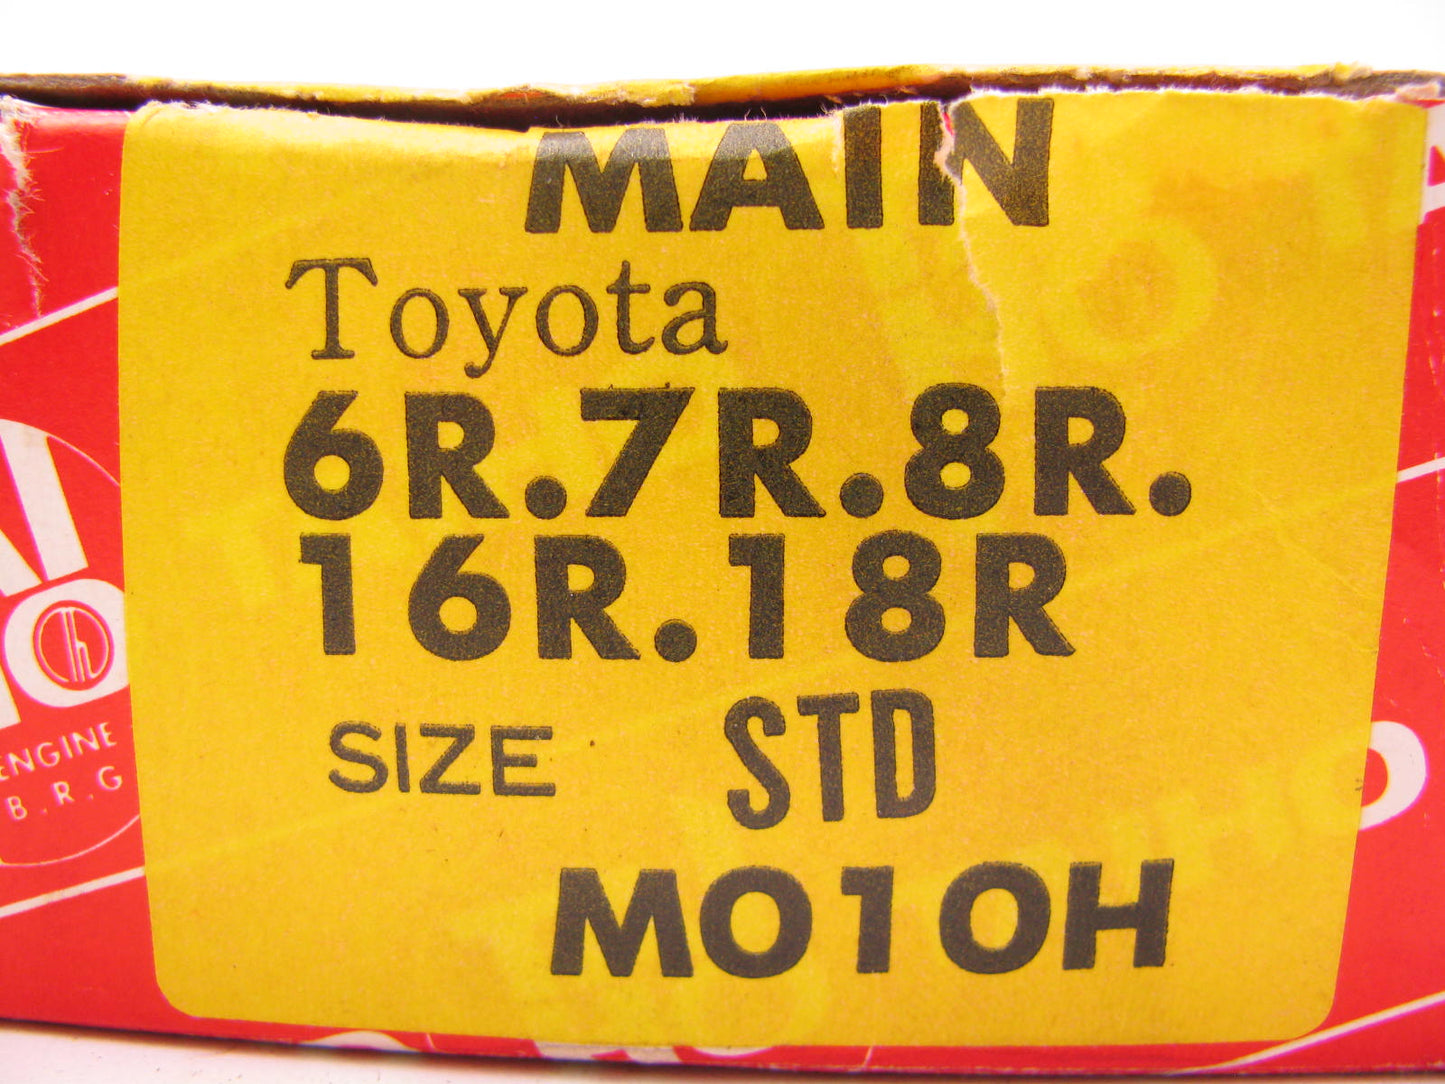 MAIN
Toyota
6R.7R.8R.
16R.18R
SIZE STD
M010H
ENGINE
B.R.G